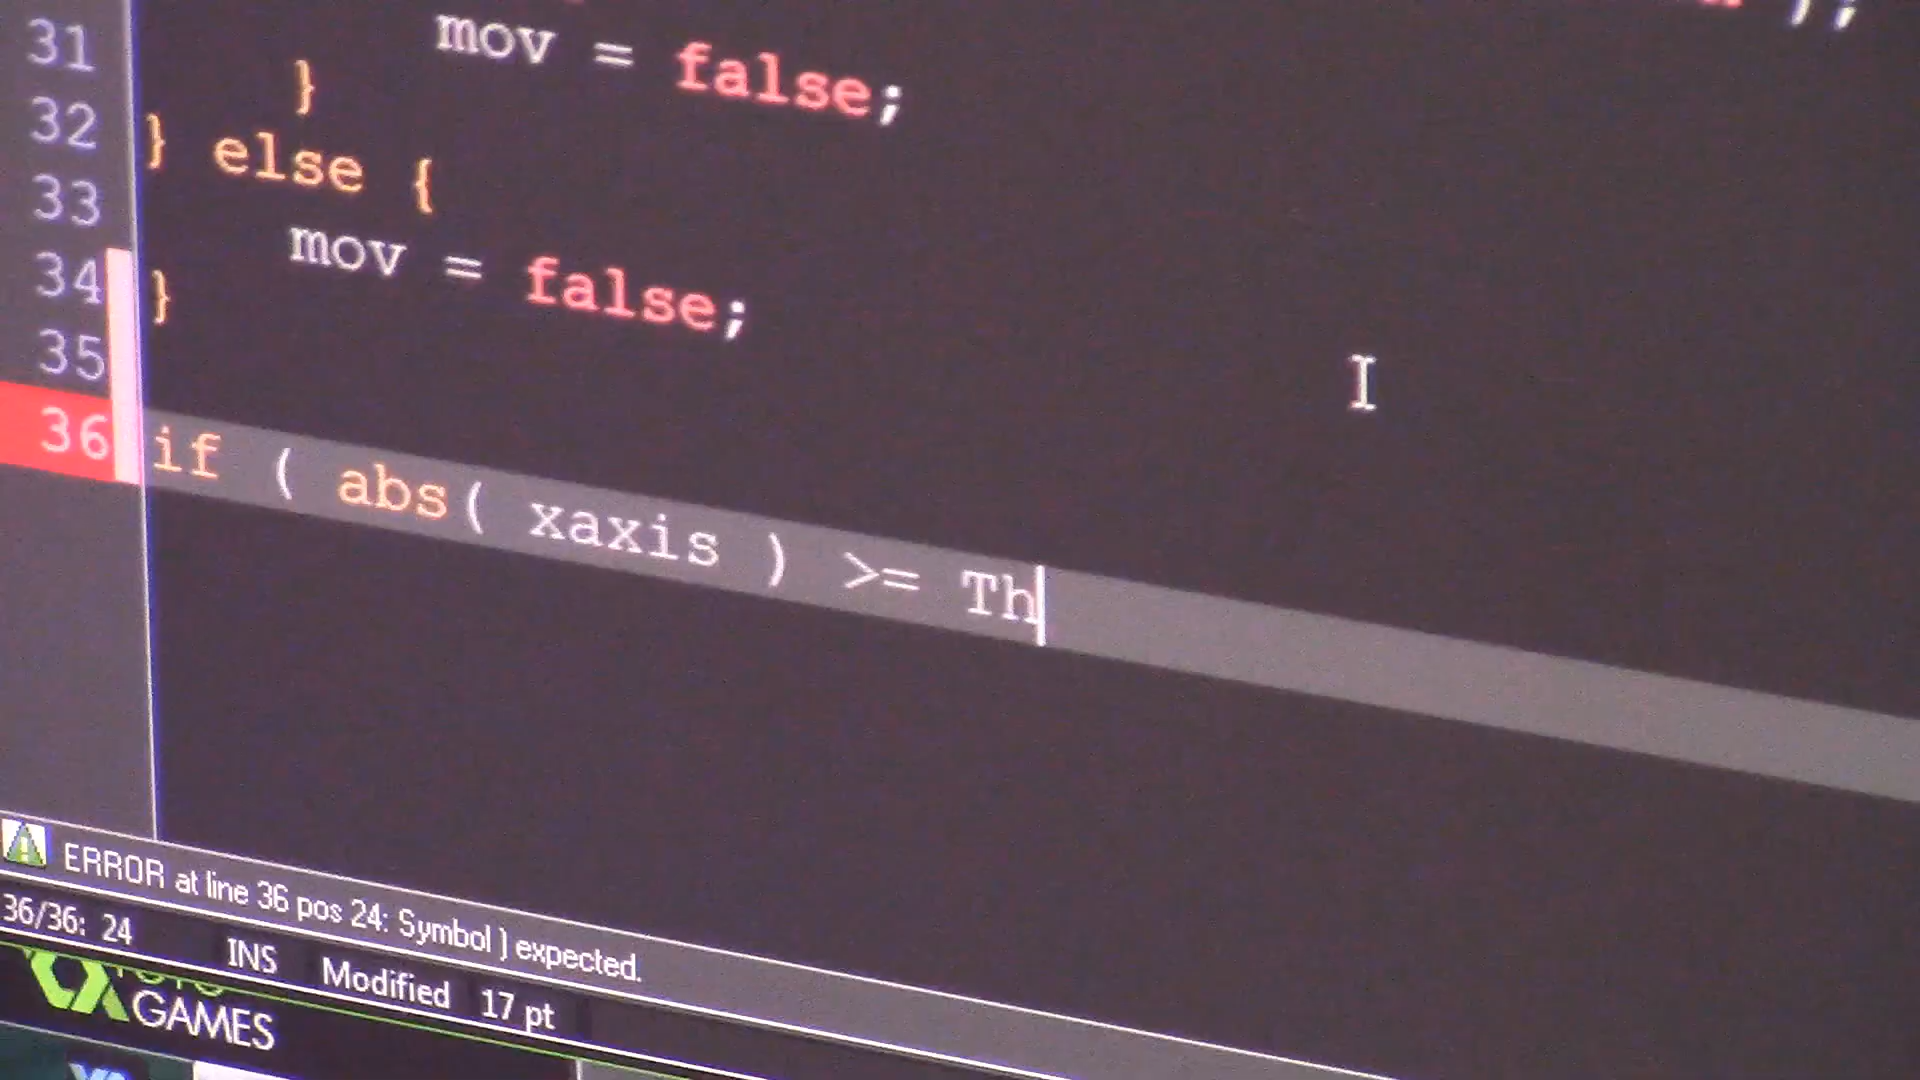 31 mov = false;
32 }
33 } else {
34 mov = false;
35 }
36 if ( abs( xaxis ) >= Th
ERROR at line 36 pos 24: Symbol ) expected.
36/36: 24 INS Modified 17 pt
GAMES